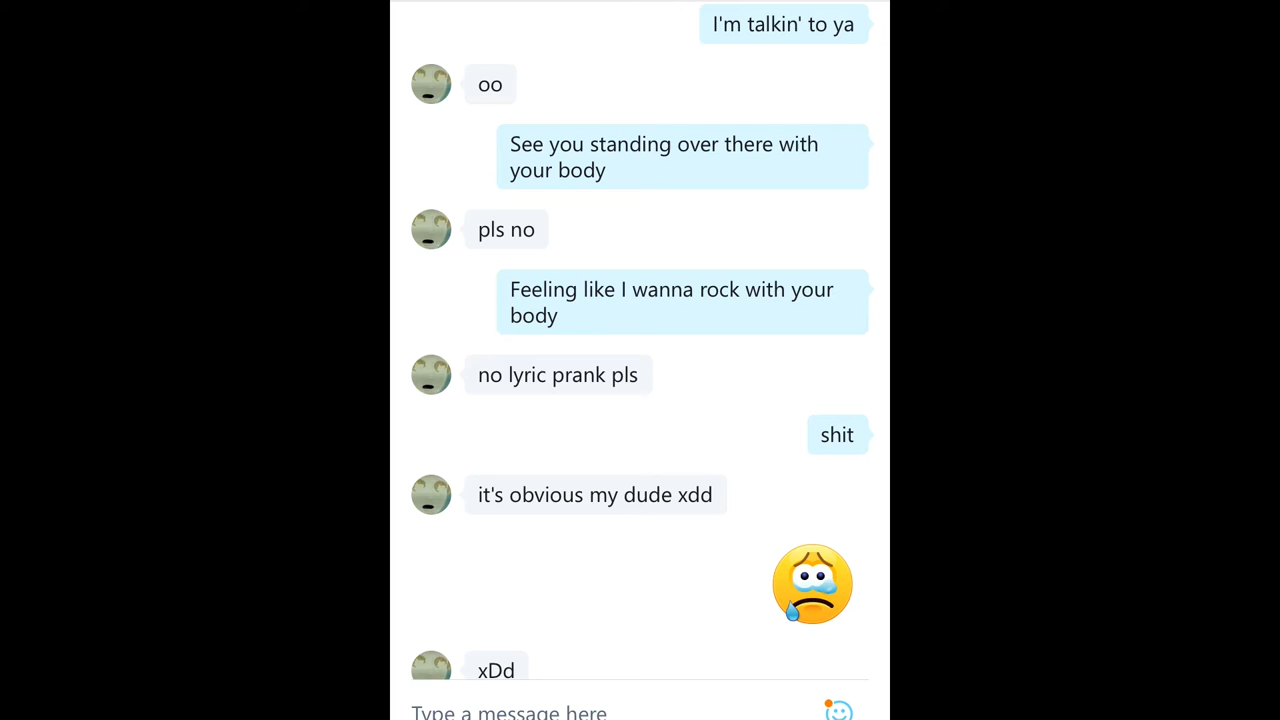 I'm talkin' to ya
oo
See you standing over there with
your body
pls no
Feeling like I wanna rock with your
body
no lyric prank pls
shit
it's obvious my dude xdd
xDd
Type a message here